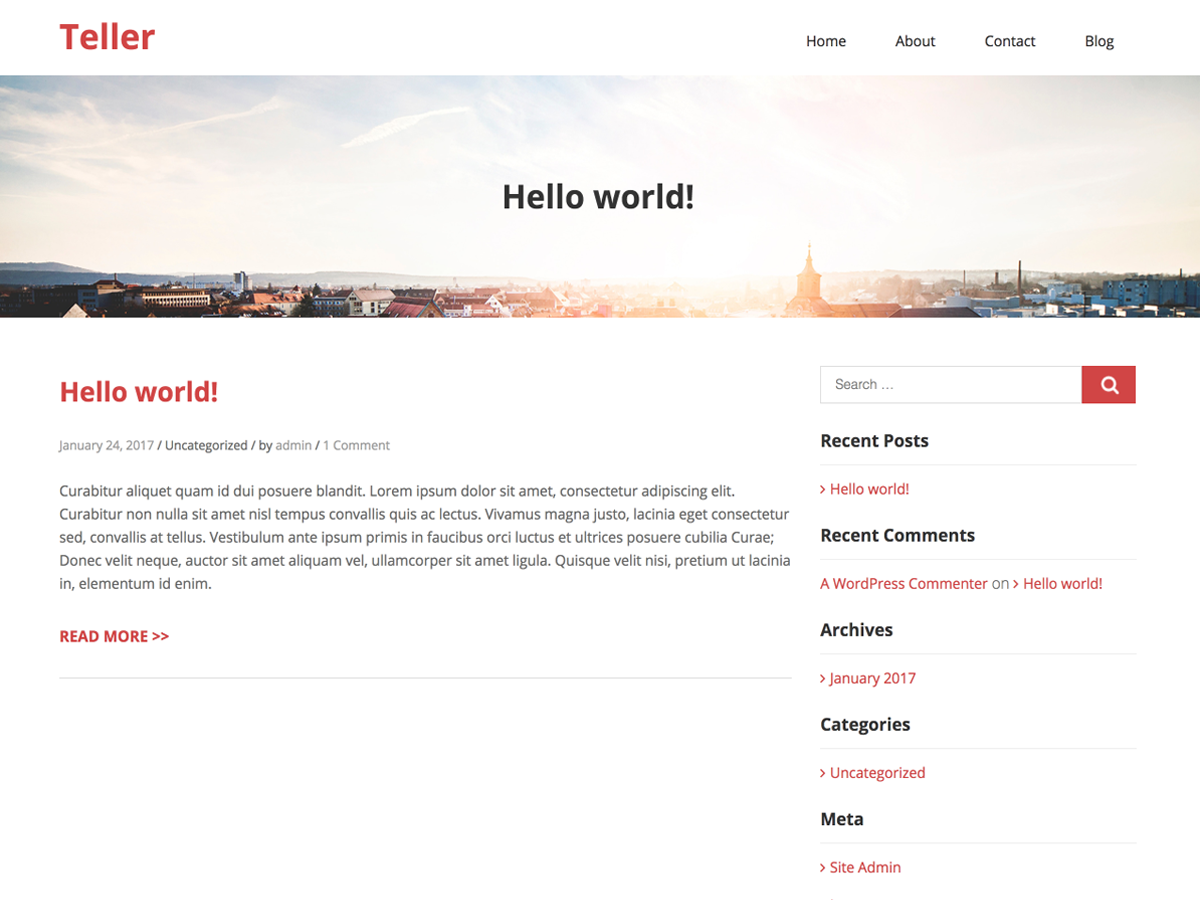 Teller
Home About Contact Blog
Hello world!
Hello world!
January 24, 2017 / Uncategorized / by admin / 1 Comment
Curabitur aliquet quam id dui posuere blandit. Lorem ipsum dolor sit amet, consectetur adipiscing elit.
Curabitur non nulla sit amet nisl tempus convallis quis ac lectus. Vivamus magna justo, lacinia eget consectetur
sed, convallis at tellus. Vestibulum ante ipsum primis in faucibus orci luctus et ultrices posuere cubilia Curae;
Donec velit neque, auctor sit amet aliquam vel, ullamcorper sit amet ligula. Quisque velit nisi, pretium ut lacinia
in, elementum id enim.
READ MORE >>
Search …
Recent Posts
> Hello world!
Recent Comments
A WordPress Commenter on > Hello world!
Archives
> January 2017
Categories
> Uncategorized
Meta
> Site Admin